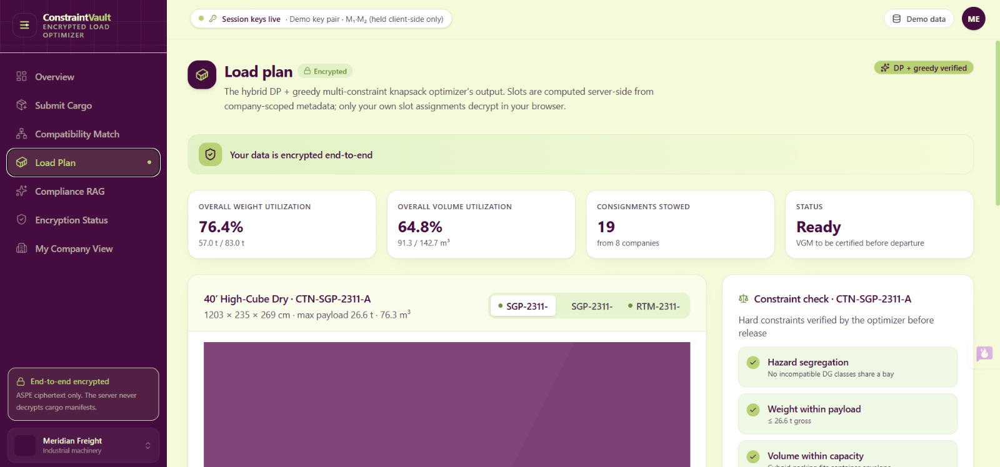 ConstraintVault
ENCRYPTED LOAD
OPTIMIZER
Overview
Submit Cargo
Compatibility Match
Load Plan
Compliance RAG
Encryption Status
My Company View
End-to-end encrypted
ASPE ciphertext only. The server never
decrypts cargo manifests.
Meridian Freight
Industrial machinery
Session keys live · Demo key pair · M₁·M₂ (held client-side only)
Demo data
ME
Load plan
Encrypted
DP + greedy verified
The hybrid DP + greedy multi-constraint knapsack optimizer's output. Slots are computed server-side from
company-scoped metadata; only your own slot assignments decrypt in your browser.
Your data is encrypted end-to-end
OVERALL WEIGHT UTILIZATION
76.4%
57.0 t / 83.0 t
OVERALL VOLUME UTILIZATION
64.8%
91.3 / 142.7 m³
CONSIGNMENTS STOWED
19
from 8 companies
STATUS
Ready
VGM to be certified before departure
40′ High-Cube Dry · CTN-SGP-2311-A
1203 × 235 × 269 cm · max payload 26.6 t · 76.3 m³
SGP-2311-
SGP-2311-
RTM-2311-
Constraint check · CTN-SGP-2311-A
Hard constraints verified by the optimizer before
release
Hazard segregation
No incompatible DG classes share a bay
Weight within payload
≤ 26.6 t gross
Volume within capacity